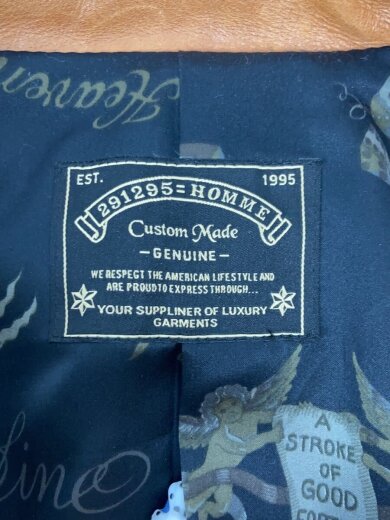 Heaven
EST. 1995
291295=HOMME
Custom Made
-GENUINE-
WE RESPECT THE AMERICAN LIFESTYLE AND
ARE PROUD TO EXPRESS THROUGH...
YOUR SUPPLINER OF LUXURY
GARMENTS
A
STROKE
OF
GOOD